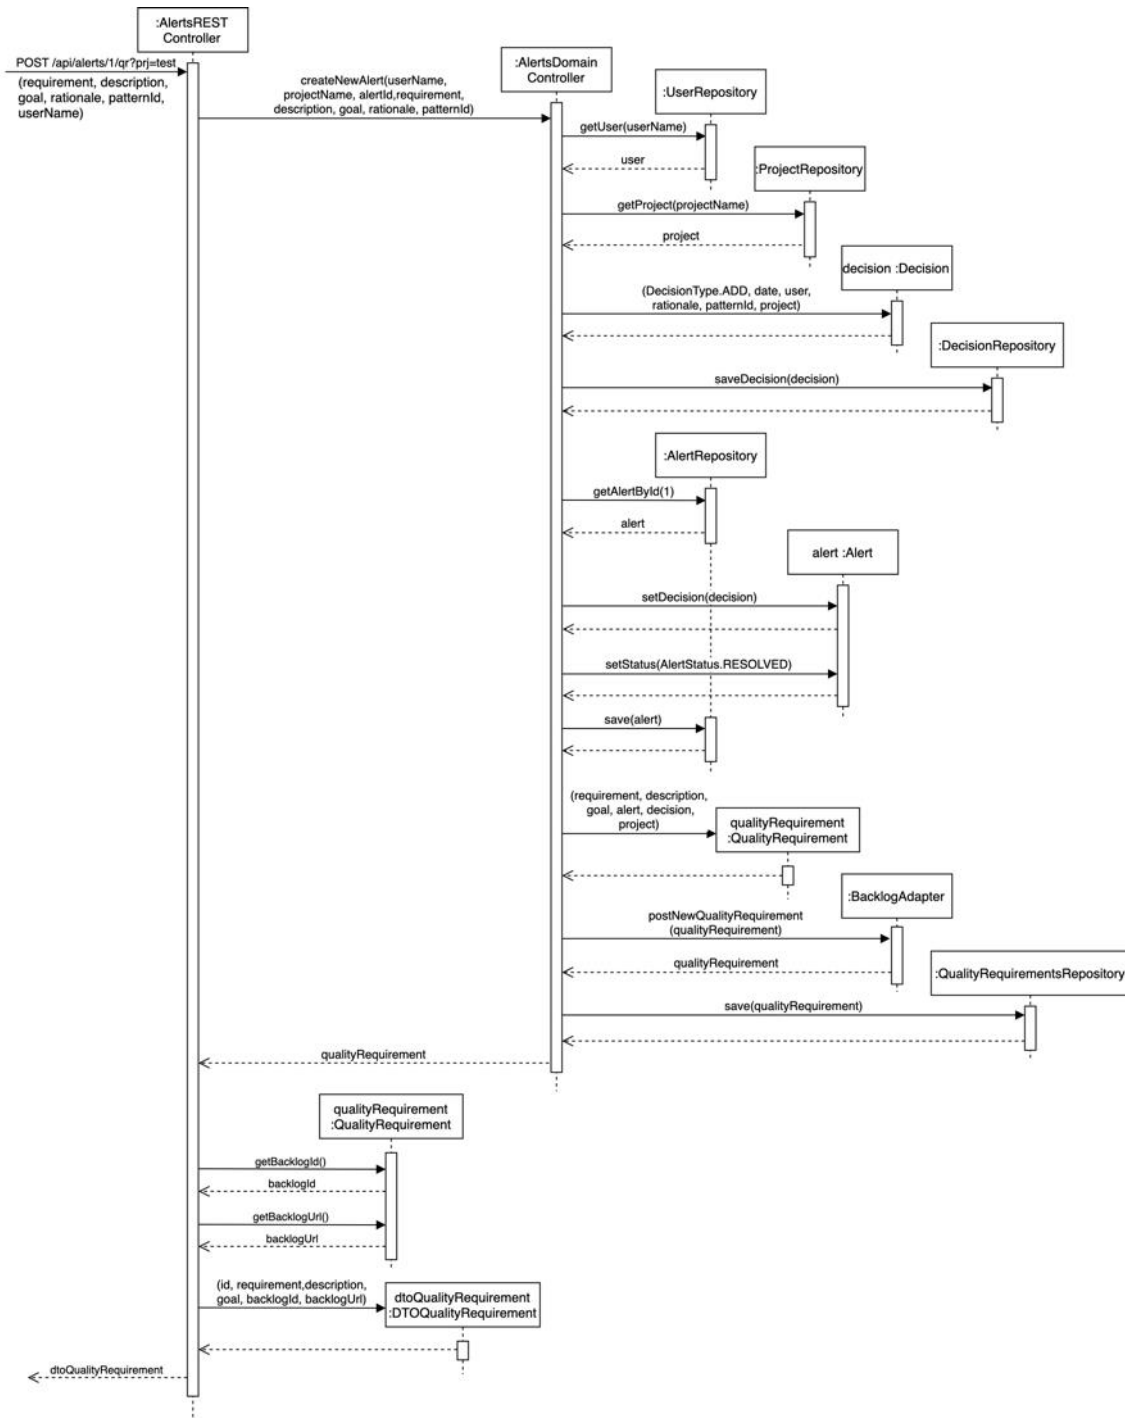 :AlertsREST
Controller
POST /api/alerts/1/qr?prj=test
(requirement, description,
goal, rationale, patternId,
userName)
createNewAlert(userName,
projectName, alertId,requirement,
description, goal, rationale, patternId)
:AlertsDomain
Controller
:UserRepository
getUser(userName)
user
:ProjectRepository
getProject(projectName)
project
decision :Decision
(DecisionType.ADD, date, user,
rationale, patternId, project)
:DecisionRepository
saveDecision(decision)
:AlertRepository
getAlertById(1)
alert
alert :Alert
setDecision(decision)
setStatus(AlertStatus.RESOLVED)
save(alert)
(requirement, description,
goal, alert, decision,
project)
qualityRequirement
:QualityRequirement
:BacklogAdapter
postNewQualityRequirement
(qualityRequirement)
qualityRequirement
:QualityRequirementsRepository
save(qualityRequirement)
qualityRequirement
qualityRequirement
:QualityRequirement
getBacklogId()
backlogId
getBacklogUrl()
backlogUrl
(id, requirement,description,
goal, backlogId, backlogUrl)
dtoQualityRequirement
:DTOQualityRequirement
dtoQualityRequirement